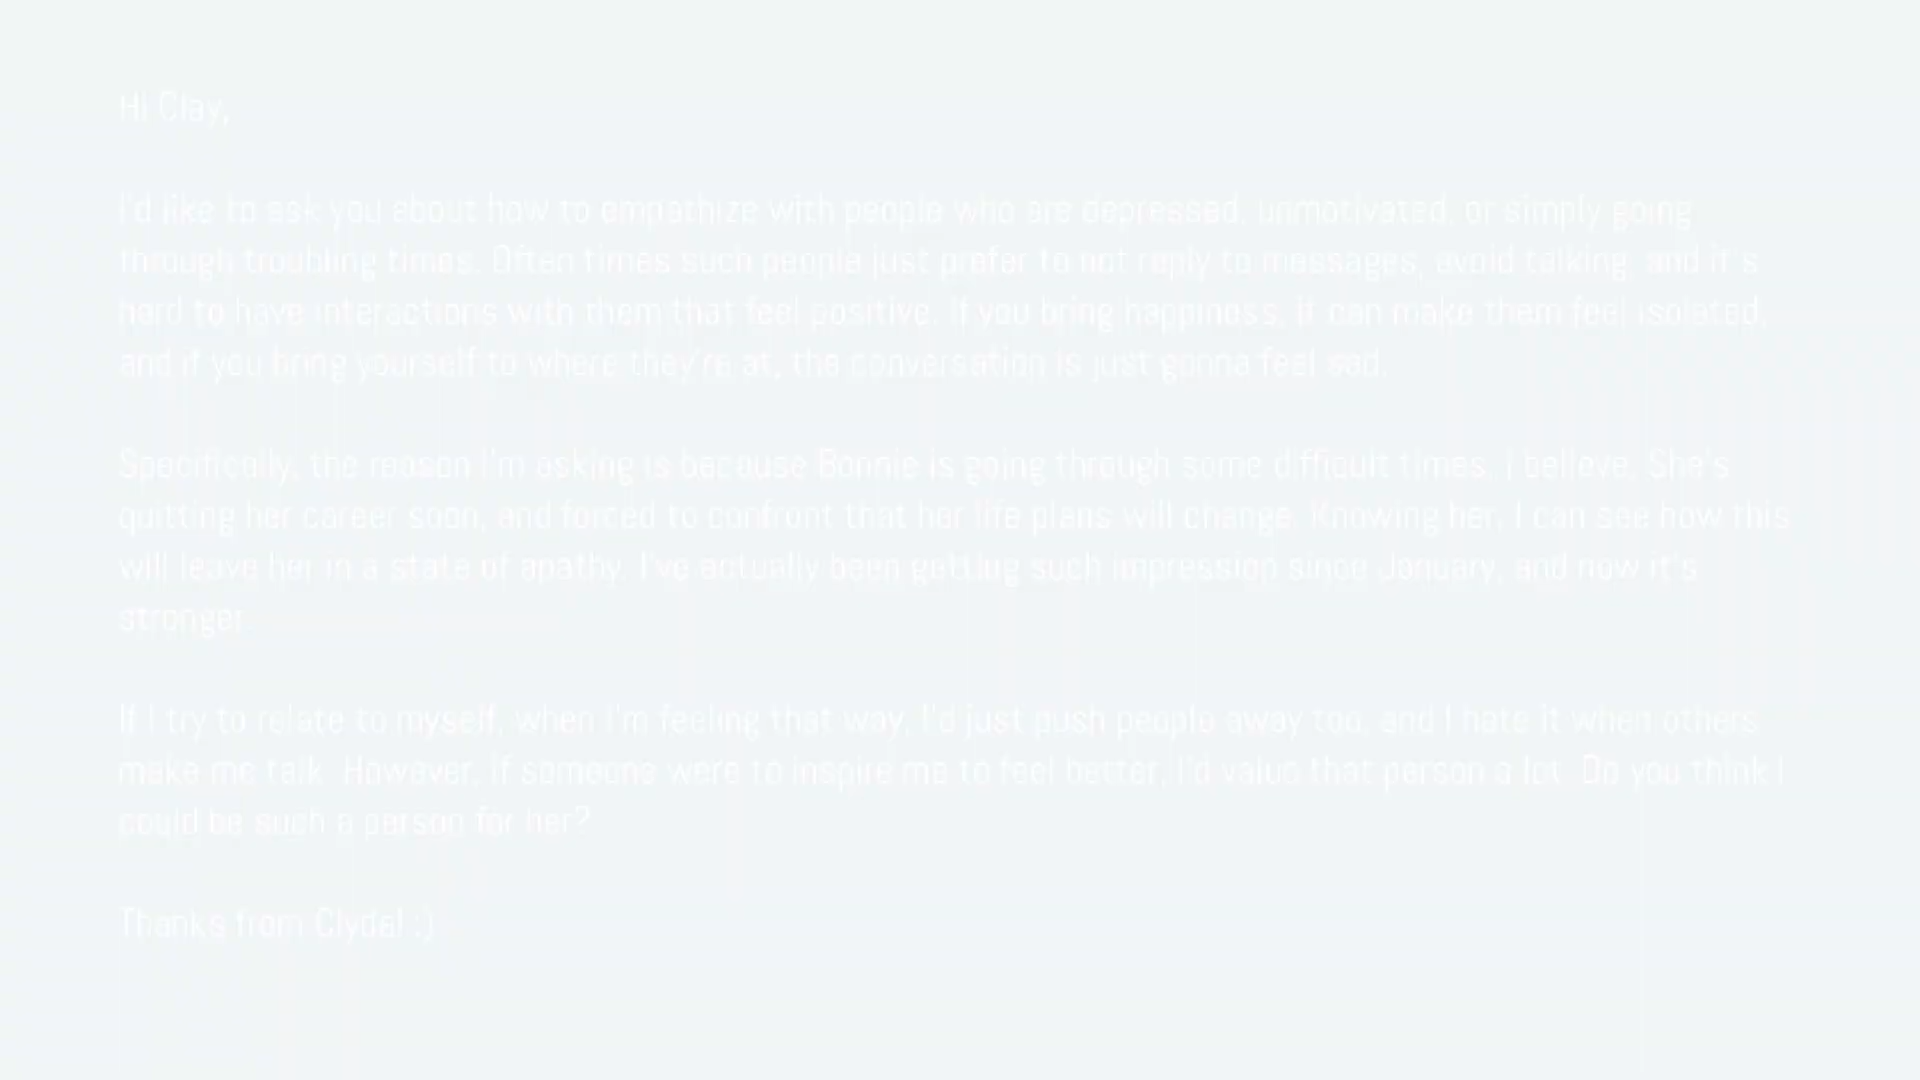 Hi Clay,
I'd like to ask you about how to empathize with people who are depressed, unmotivated, or simply going
through troubling times. Often times such people just prefer to not reply to messages, avoid talking, and it's
hard to have interactions with them that feel positive. If you bring happiness, it can make them feel isolated,
and if you bring yourself to where they're at, the conversation is just gonna feel sad.
Specifically, the reason I'm asking is because Bonnie is going through some difficult times, I believe. She's
quitting her career soon, and forced to confront that her life plans will change. Knowing her, I can see how this
will leave her in a state of apathy. I've actually been getting such impression since January, and now it's
stronger.
If I try to relate to myself, when I'm feeling that way, I'd just push people away too, and I hate it when others
make me talk. However, if someone were to inspire me to feel better, I'd value that person a lot. Do you think I
could be such a person for her?
Thanks from Clyde! :)